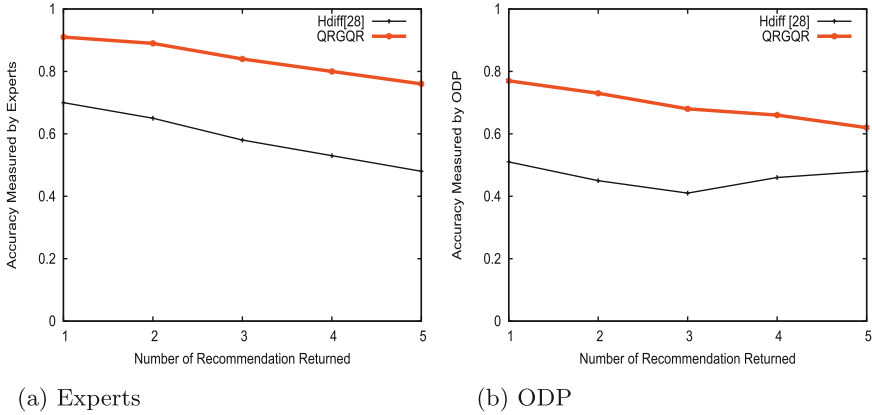 1
0.8
0.6
0.4
0.2
0
Accuracy Measured by Experts
Hdiff[28]
QRGQR
1 2 3 4 5
Number of Recommendation Returned
(a) Experts
1
0.8
0.6
0.4
0.2
0
Accuracy Measured by ODP
Hdiff [28]
QRGQR
1 2 3 4 5
Number of Recommendation Returned
(b) ODP